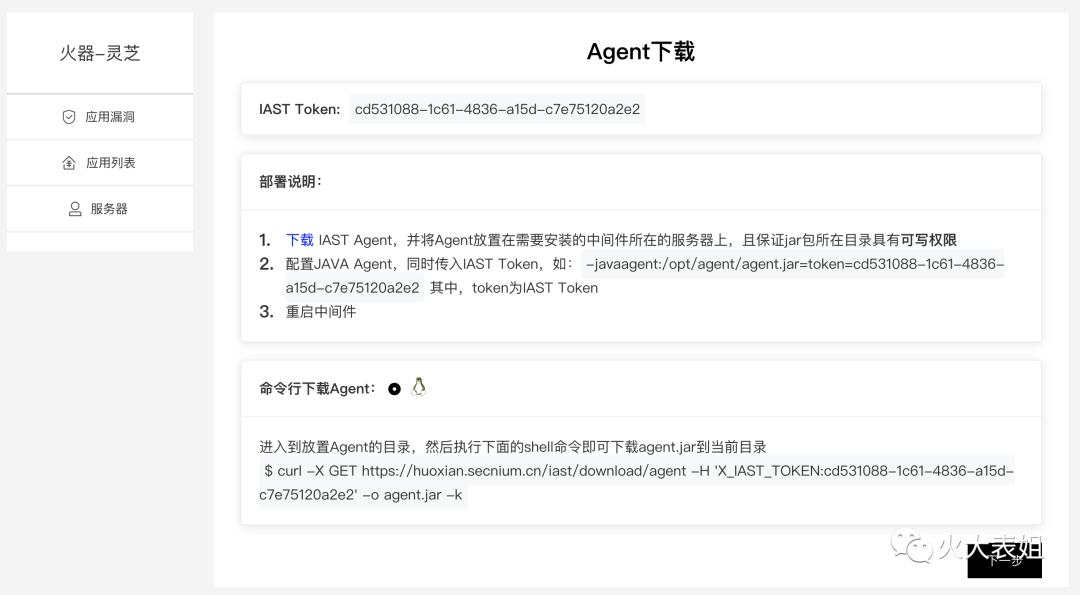 火器–灵芝
应用漏洞
应用列表
服务器
Agent下载
IAST Token: cd531088-1c61-4836-a15d-c7e75120a2e2
部署说明:
1. 下载 IAST Agent，并将Agent放置在需要安装的中间件所在的服务器上，且保证jar包所在目录具有可写权限
2. 配置JAVA Agent，同时传入IAST Token，如： -javaagent:/opt/agent/agent.jar=token=cd531088-1c61-4836-
a15d-c7e75120a2e2 其中，token为IAST Token
3. 重启中间件
命令行下载Agent：
进入到放置Agent的目录，然后执行下面的shell命令即可下载agent.jar到当前目录
$ curl -X GET https://huoxian.secnium.cn/iast/download/agent -H 'X_IAST_TOKEN:cd531088-1c61-4836-a15d-
c7e75120a2e2' -o agent.jar -k
火人表姐
下一步